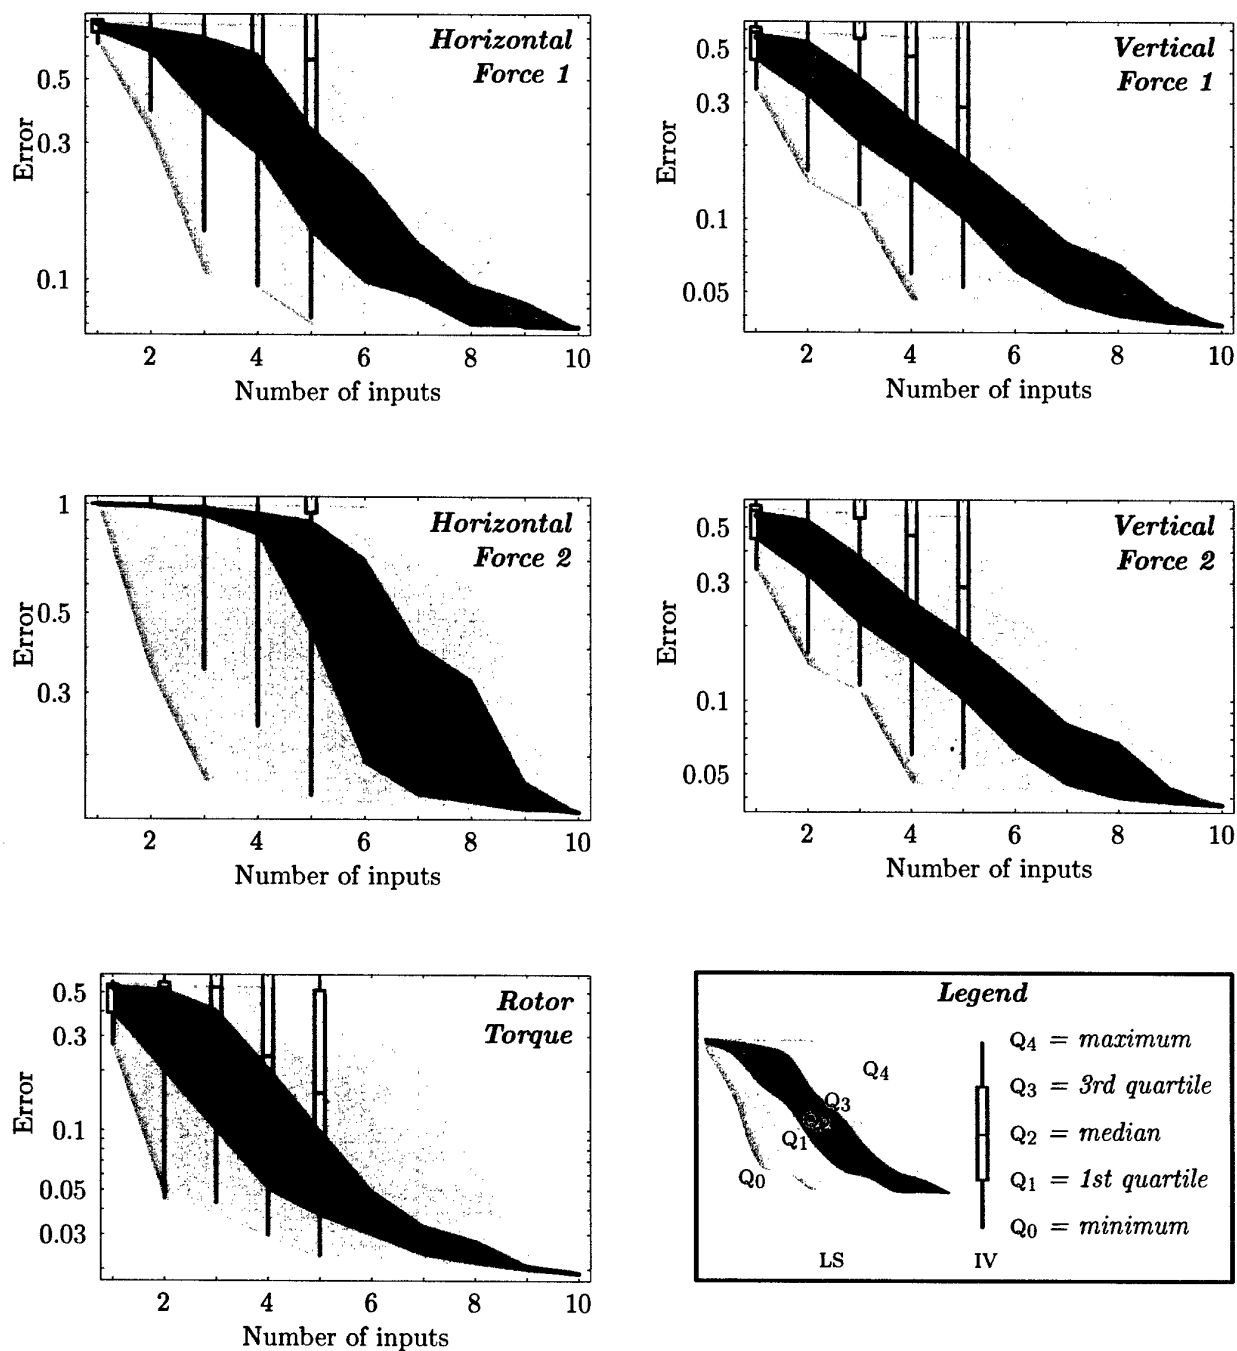 Horizontal
Force 1
Error
0.5
0.3
0.1
2 4 6 8 10
Number of inputs
Vertical
Force 1
Error
0.5
0.3
0.1
0.05
2 4 6 8 10
Number of inputs
Horizontal
Force 2
Error
1
0.5
0.3
2 4 6 8 10
Number of inputs
Vertical
Force 2
Error
0.5
0.3
0.1
0.05
2 4 6 8 10
Number of inputs
Rotor
Torque
Error
0.5
0.3
0.1
0.05
0.03
2 4 6 8 10
Number of inputs
Legend
Q4
Q3
Q2
Q1
Q0
LS
IV
Q4 = maximum
Q3 = 3rd quartile
Q2 = median
Q1 = 1st quartile
Q0 = minimum